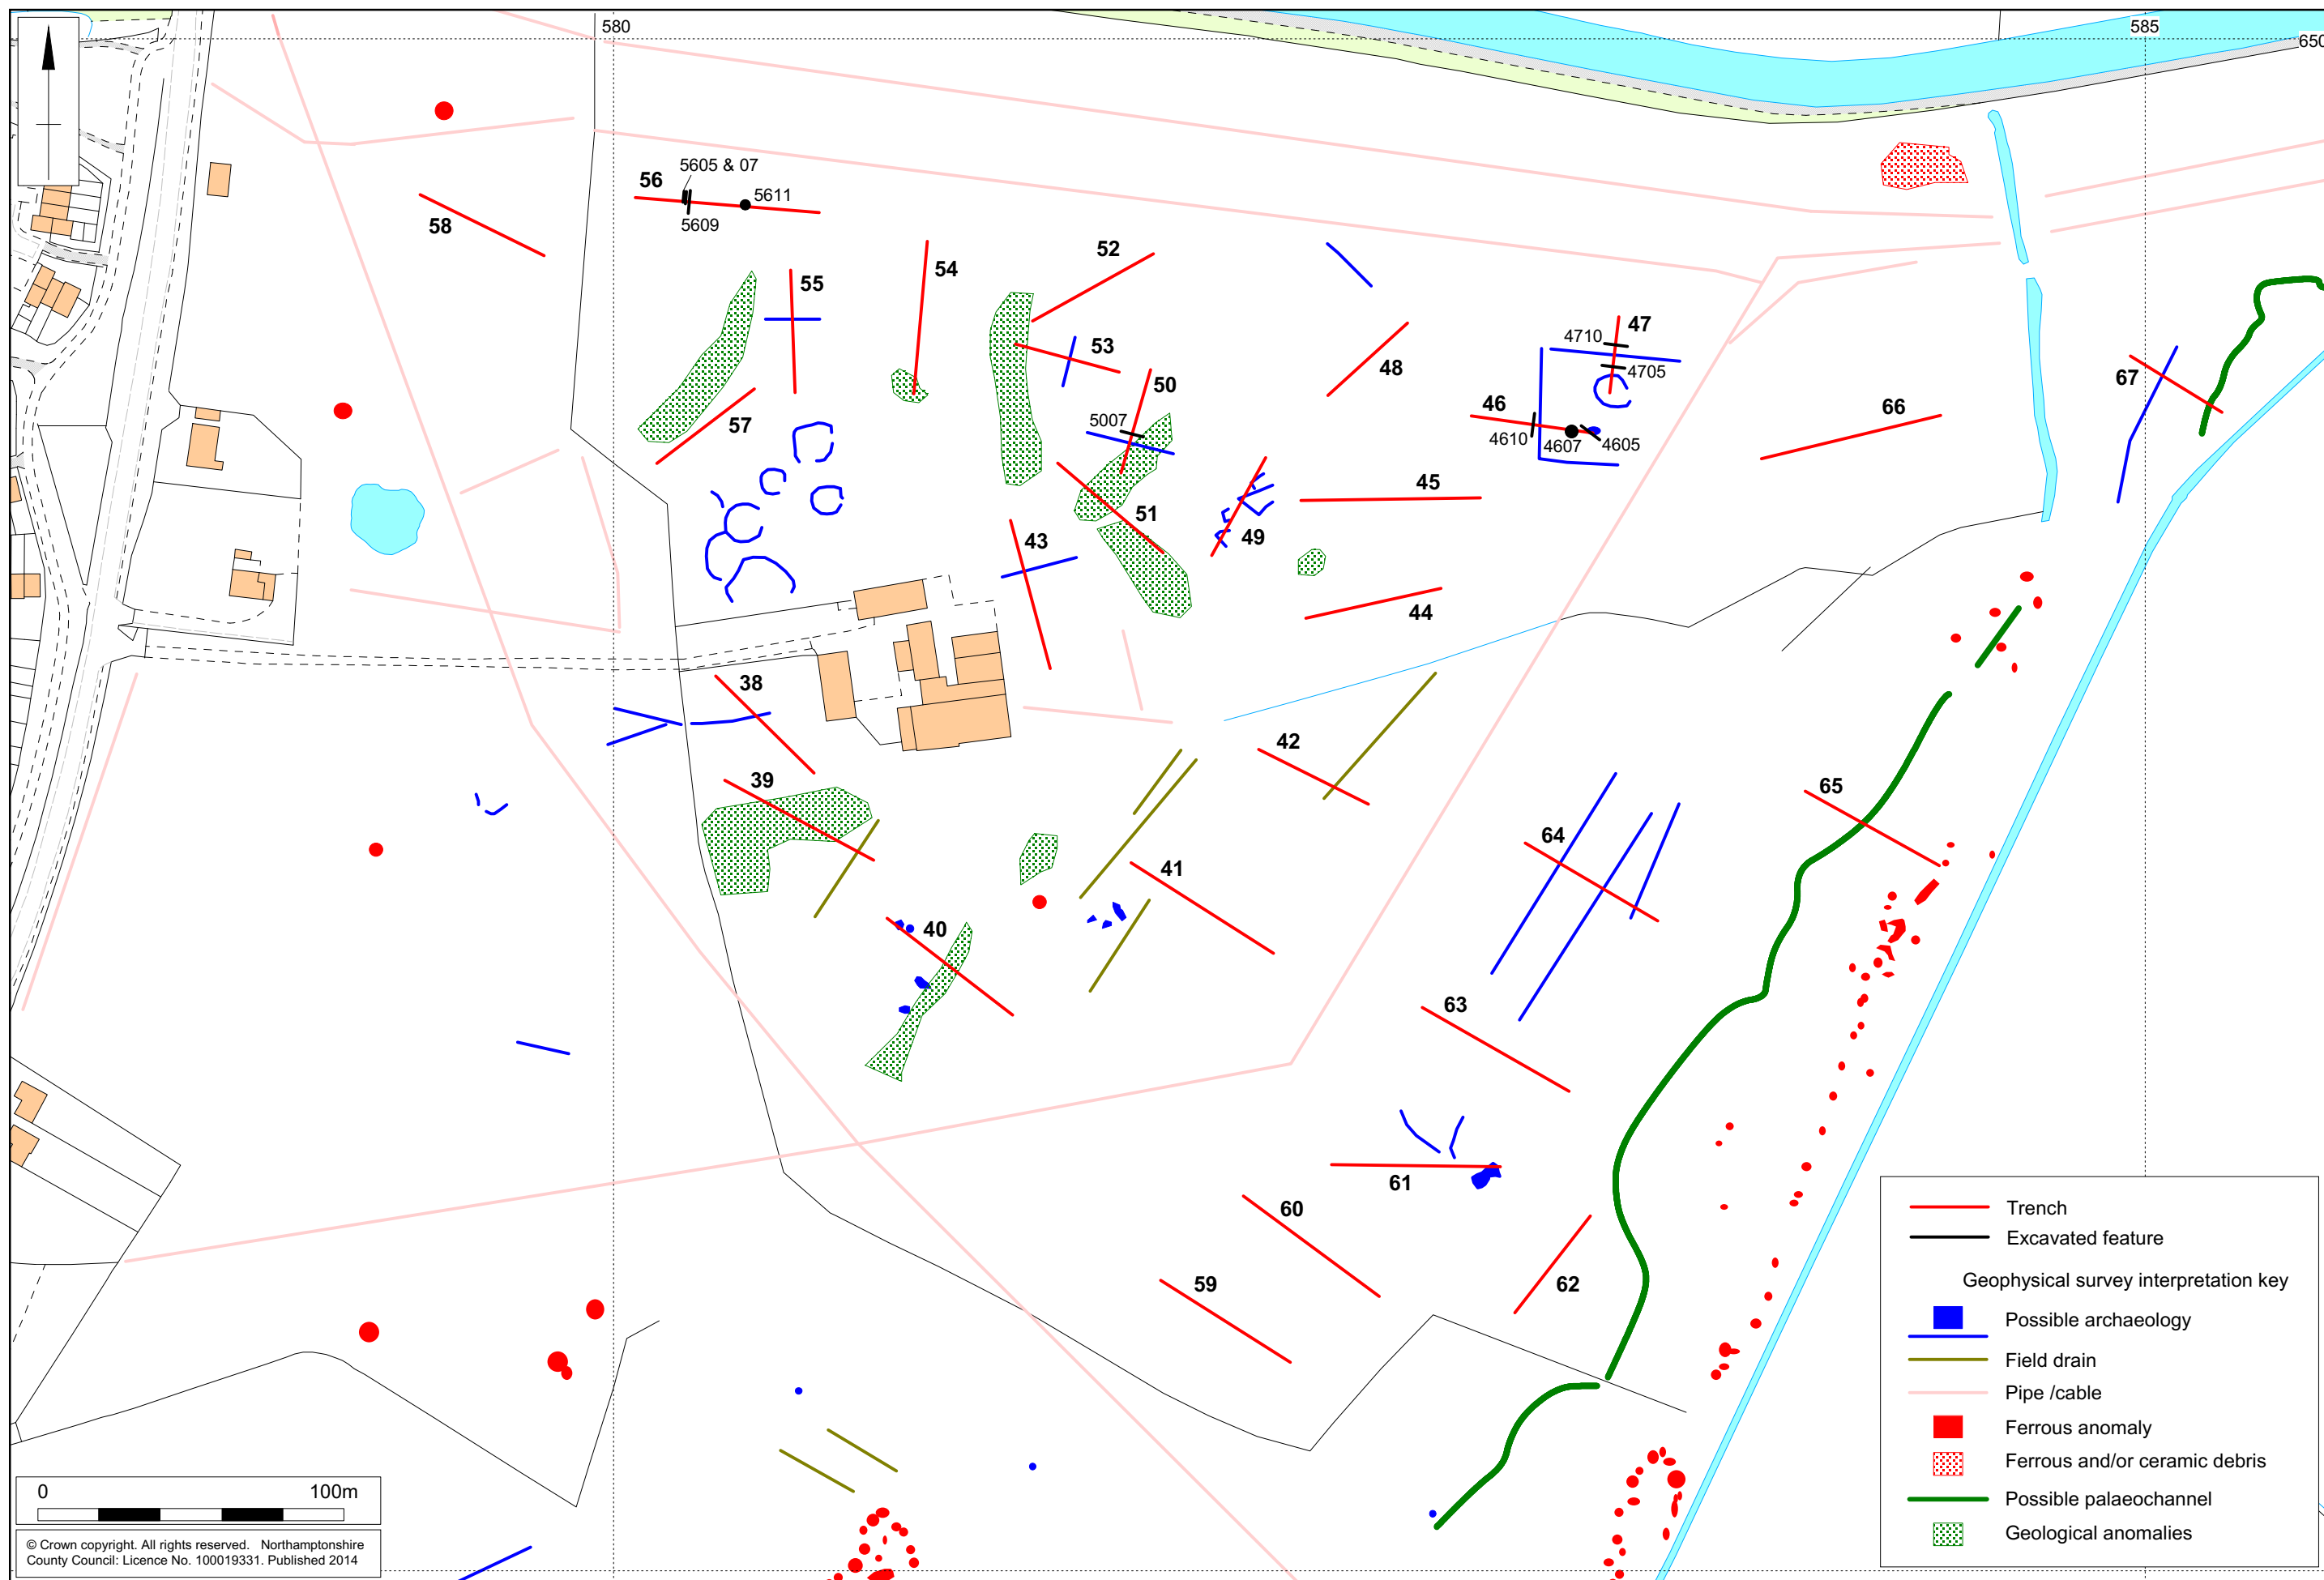 580
585
650
5605 & 07
56
5611
5609
58
54
52
55
53
50
5007
57
48
47
4710
4705
46
4610
4607
4605
66
67
45
51
49
43
44
38
42
39
65
64
41
40
63
61
60
59
62
Trench
Excavated feature
Geophysical survey interpretation key
Possible archaeology
Field drain
Pipe /cable
Ferrous anomaly
Ferrous and/or ceramic debris
Possible palaeochannel
Geological anomalies
0 100m
© Crown copyright. All rights reserved. Northamptonshire
County Council: Licence No. 100019331. Published 2014